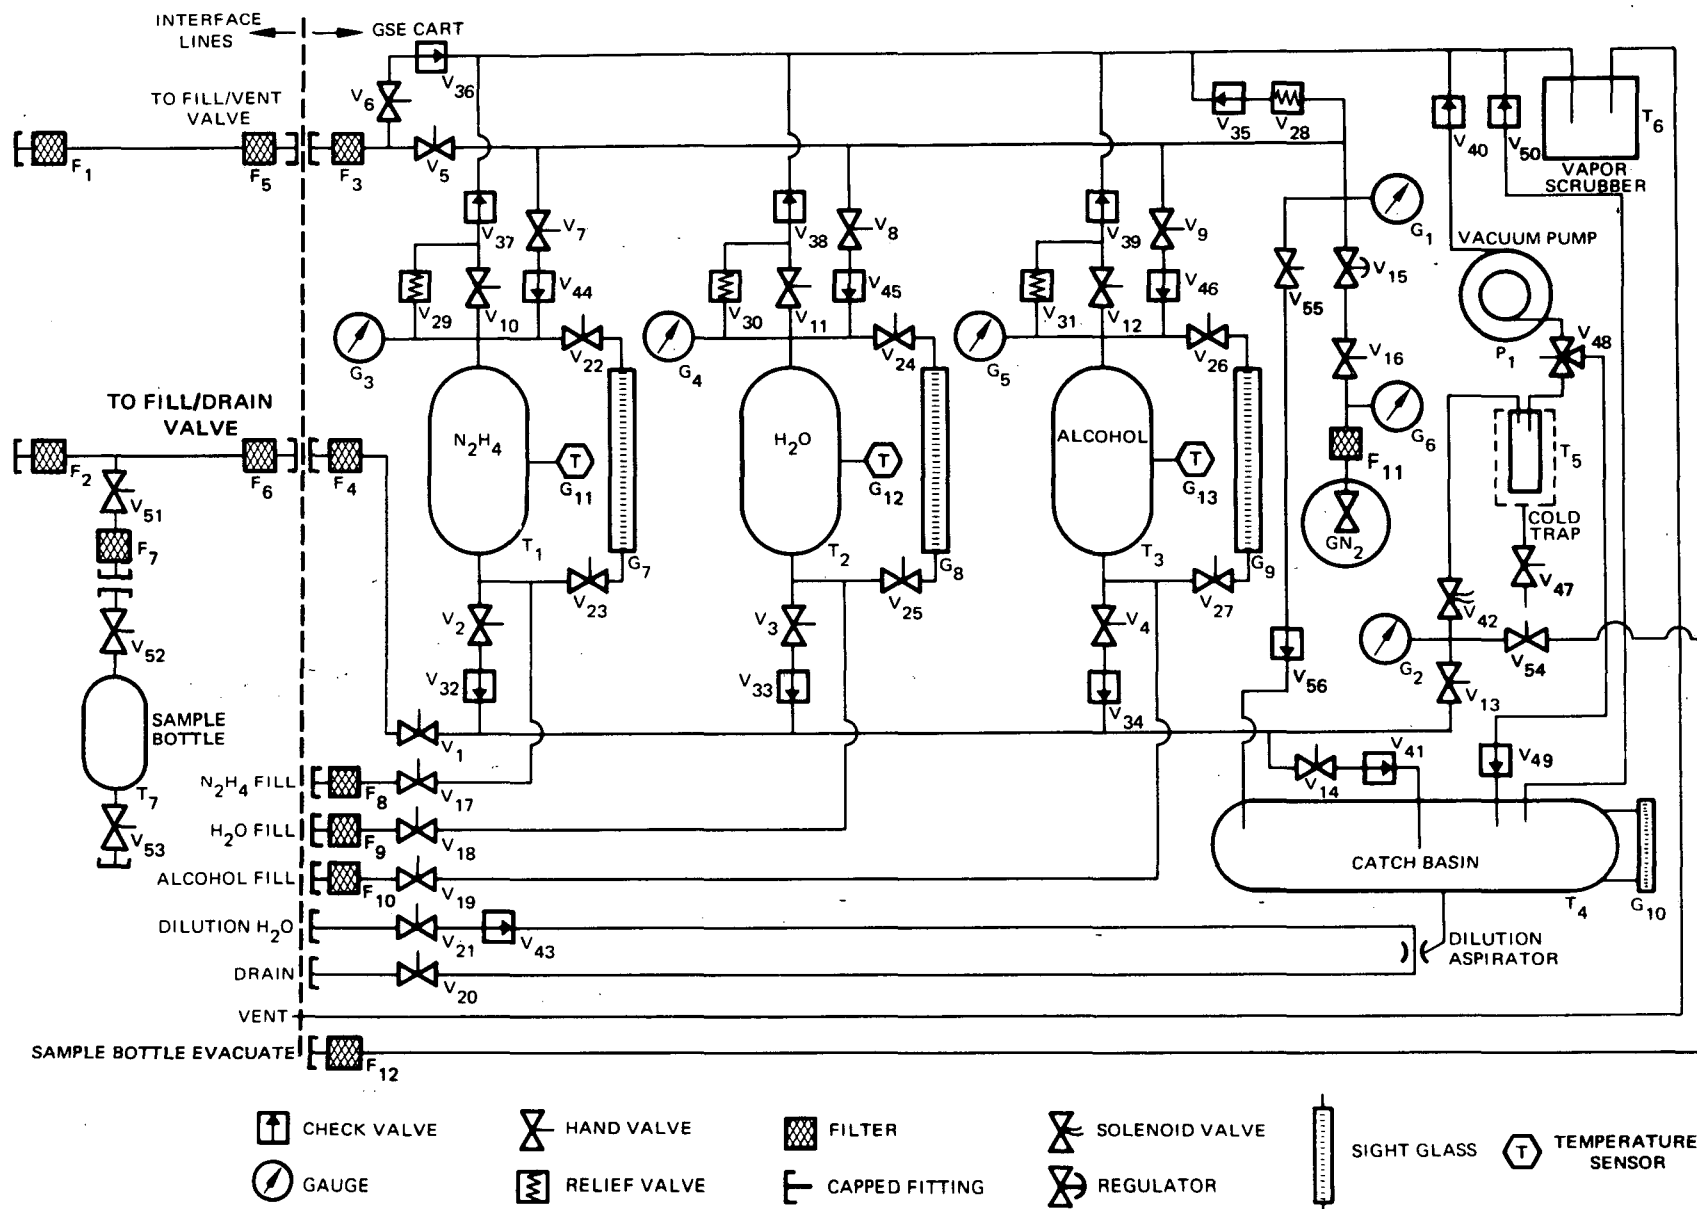 INTERFACE
LINES
GSE CART
TO FILL/VENT
VALVE
V6
V36
V35
V28
V40
V50
T6
VAPOR
SCRUBBER
F1
F5
F3
V5
V37
V7
V38
V8
V39
V9
G1
VACUUM PUMP
V15
V55
V29
V10
V44
V30
V11
V45
V31
V12
V46
V48
P1
V16
G3
V22
G4
V24
G5
V26
G6
TO FILL/DRAIN
VALVE
N2H4
H2O
ALCOHOL
F11
T5
F2
F6
F4
T
G11
T
G12
T
G13
V51
GN2
COLD
TRAP
F7
T1
G7
T2
G8
T3
G9
V47
V23
V25
V27
V42
V52
V2
V3
V4
G2
V54
V56
V13
V32
V33
V34
SAMPLE
BOTTLE
V1
V41
V49
T7
N2H4 FILL
F8
V17
V14
V53
H2O FILL
F9
V18
CATCH BASIN
ALCOHOL FILL
F10
V19
T4
G10
DILUTION H2O
V21
V43
DILUTION
ASPIRATOR
DRAIN
V20
VENT
SAMPLE BOTTLE EVACUATE
F12
CHECK VALVE
HAND VALVE
FILTER
SOLENOID VALVE
SIGHT GLASS
T
TEMPERATURE
SENSOR
GAUGE
RELIEF VALVE
CAPPED FITTING
REGULATOR